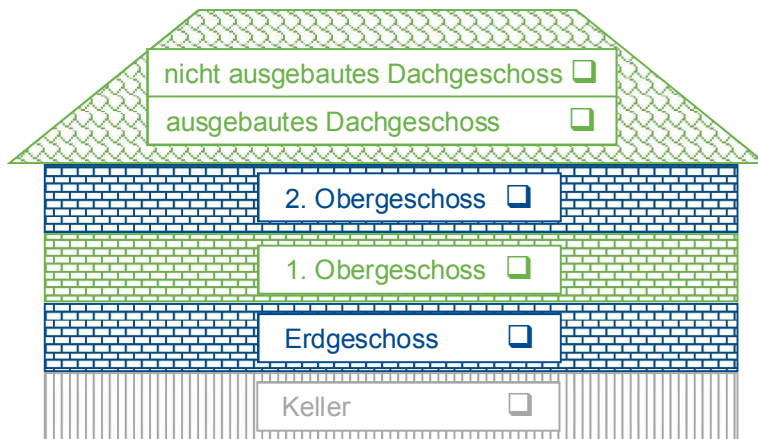 nicht ausgebautes Dachgeschoss ❑
ausgebautes Dachgeschoss ❑
2. Obergeschoss ❑
1. Obergeschoss ❑
Erdgeschoss ❑
Keller ❑